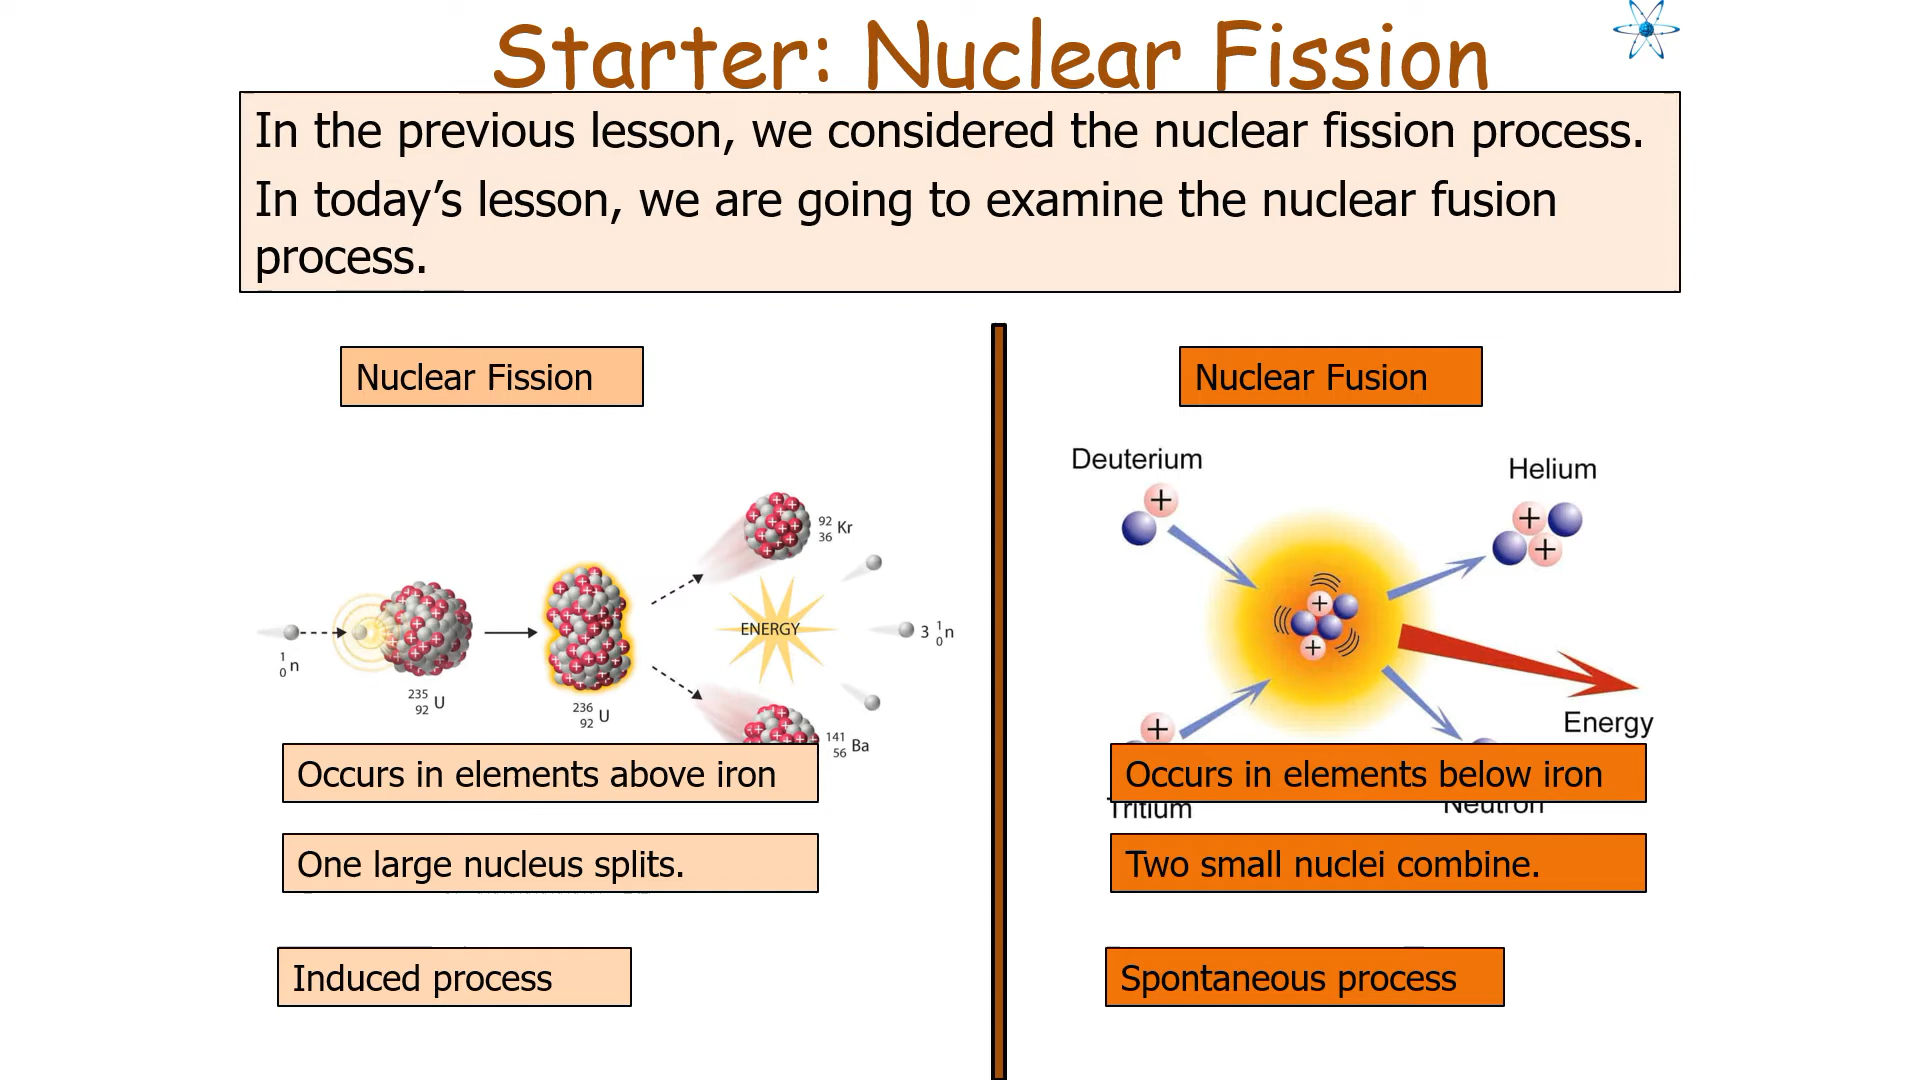 Starter: Nuclear Fission
In the previous lesson, we considered the nuclear fission process.
In today’s lesson, we are going to examine the nuclear fusion
process.
Nuclear Fission
92
36 Kr
ENERGY
3 1
0 n
1
0 n
235
92 U
236
92 U
141
56 Ba
Occurs in elements above iron
One large nucleus splits.
Induced process
Nuclear Fusion
Deuterium
Helium
+
+
+
+
+
+
Energy
Occurs in elements below iron
Tritium
Neutron
Two small nuclei combine.
Spontaneous process